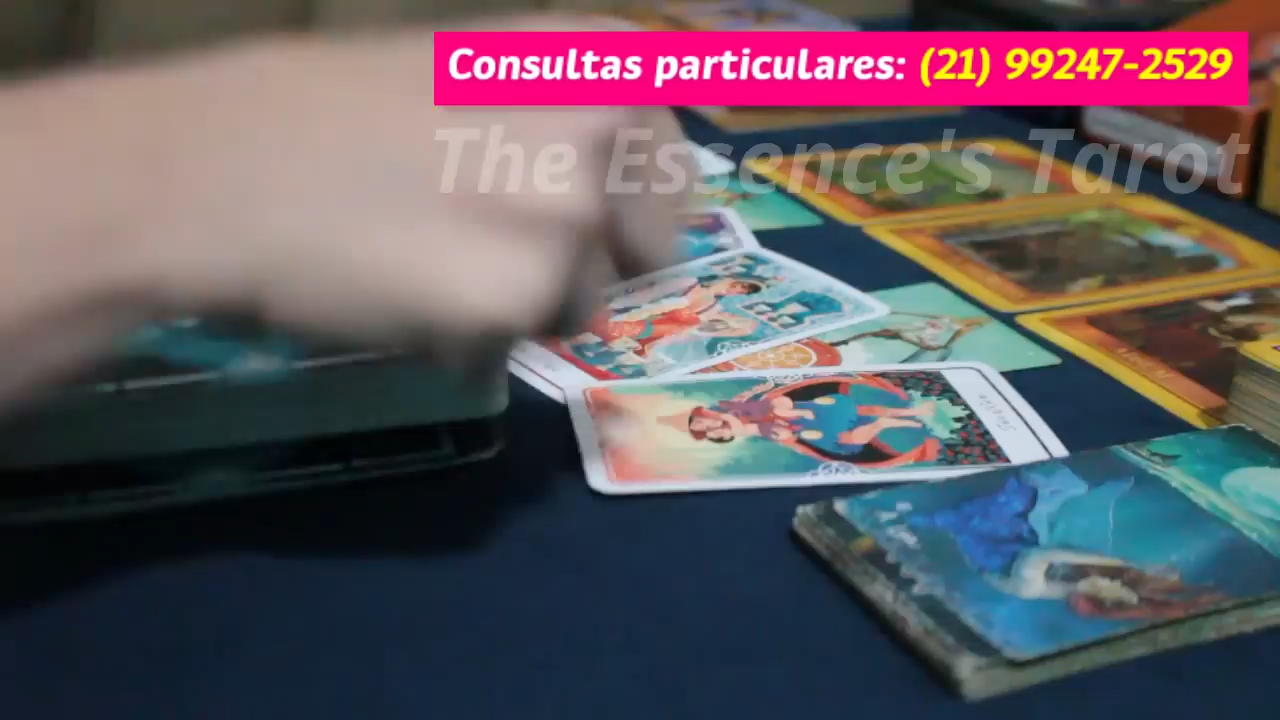 Consultas particulares: (21) 99247-2529
The Essence's Tarot